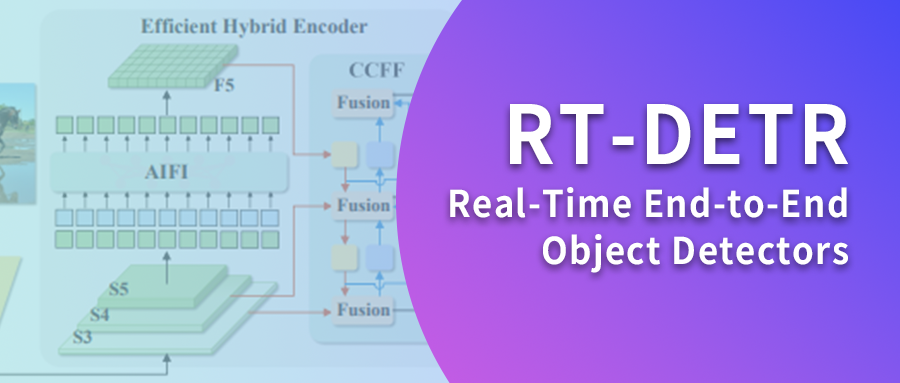 Efficient Hybrid Encoder
F5
AIFI
S5
S4
S3
CCFF
Fusion
Fusion
Fusion
RT-DETR
Real-Time End-to-End
Object Detectors